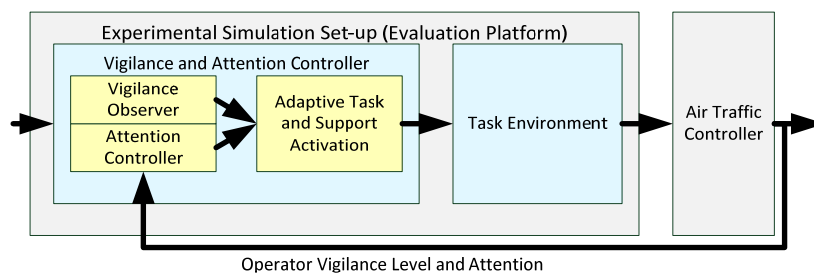 Experimental Simulation Set-up (Evaluation Platform)
Vigilance and Attention Controller
Vigilance
Observer
Attention
Controller
Adaptive Task
and Support
Activation
Task Environment
Air Traffic
Controller
Operator Vigilance Level and Attention